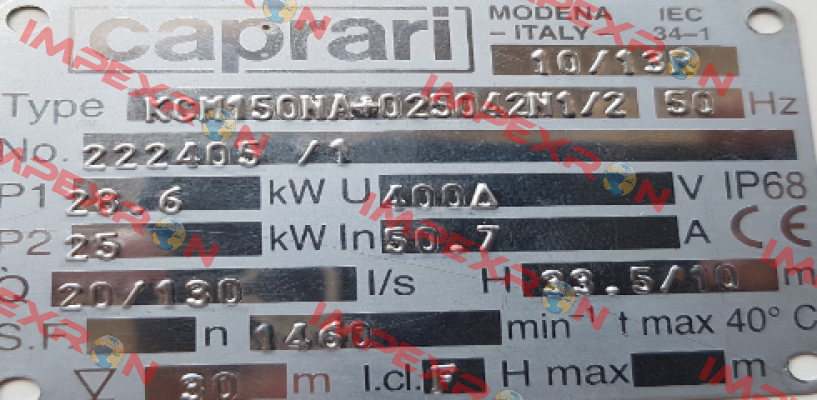 caprari MODENA IEC
- ITALY - 34-1
10/13R
Type KCM150NA+025042N1/2 50 Hz
No. 222405 /1
P1 28.6 kW U 400Δ V IP68
P2 25 kW In 50.7 A CE
Q 20/130 l/s H 33.5/10 m
S.F. n 1460 min⁻¹ t max 40° C
▽ 30 m I.cl. F H max m
IMPEXRON